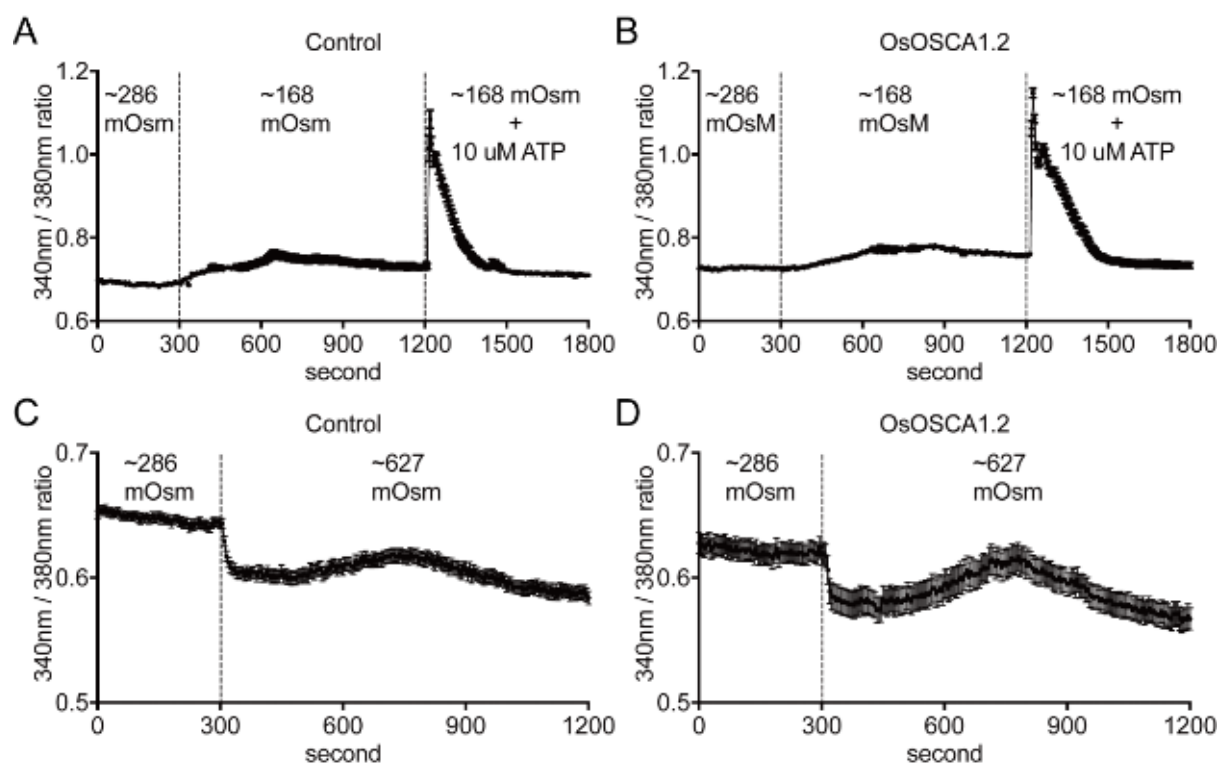 A
Control
340nm / 380nm ratio
1.2
1.0
0.8
0.6
~286
mOsm
~168
mOsm
~168 mOsm
+
10 uM ATP
0 300 600 900 1200 1500 1800
second
B
OsOSCA1.2
340nm / 380nm ratio
1.2
1.0
0.8
0.6
~286
mOsM
~168
mOsM
~168 mOsm
+
10 uM ATP
0 300 600 900 1200 1500 1800
second
C
Control
340nm / 380nm ratio
0.7
0.6
0.5
~286
mOsm
~627
mOsm
0 300 600 900 1200
second
D
OsOSCA1.2
340nm / 380nm ratio
0.7
0.6
0.5
~286
mOsm
~627
mOsm
0 300 600 900 1200
second